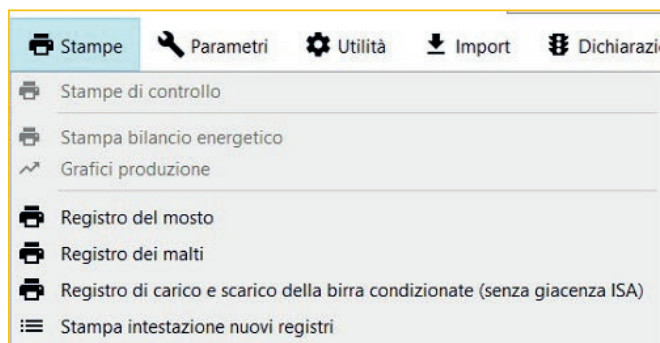 Stampe Parametri Utilità Import Dichiarazi
Stampe di controllo
Stampa bilancio energetico
Grafici produzione
Registro del mosto
Registro dei malti
Registro di carico e scarico della birra condizionate (senza giacenza ISA)
Stampa intestazione nuovi registri